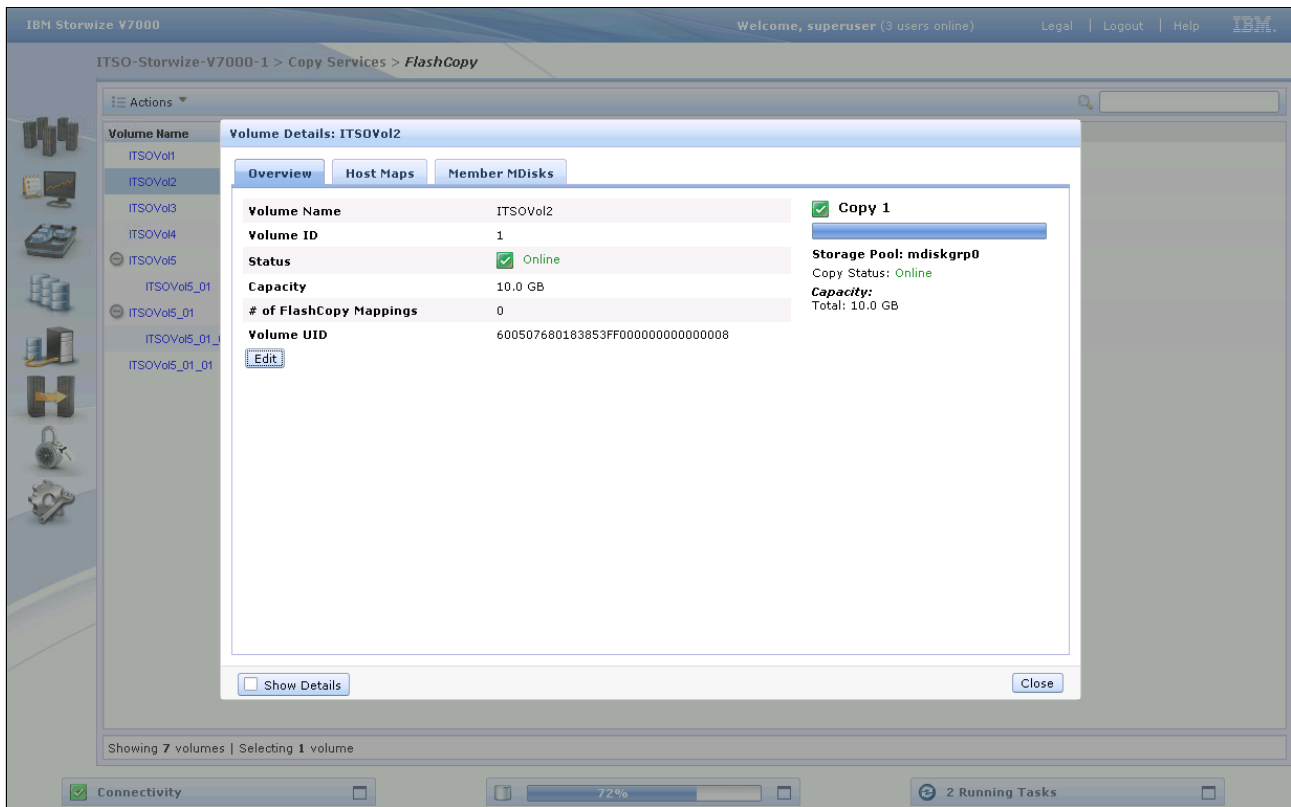 IBM Storwize V7000
Welcome, superuser (3 users online)
Legal | Logout | Help
IBM.
ITSO-Storwize-V7000-1 > Copy Services > FlashCopy
Actions
Volume Name
ITSOVol1
ITSOVol2
ITSOVol3
ITSOVol4
ITSOVol5
ITSOVol5_01
ITSOVol5_01
ITSOVol5_01_
ITSOVol5_01_01
Volume Details: ITSOVol2
Overview
Host Maps
Member MDisks
Volume Name ITSOVol2
Volume ID 1
Status Online
Capacity 10.0 GB
# of FlashCopy Mappings 0
Volume UID 600507680183853FF000000000000008
Edit
Copy 1
Storage Pool: mdiskgrp0
Copy Status: Online
Capacity:
Total: 10.0 GB
Show Details
Close
Showing 7 volumes | Selecting 1 volume
Connectivity
72%
2 Running Tasks